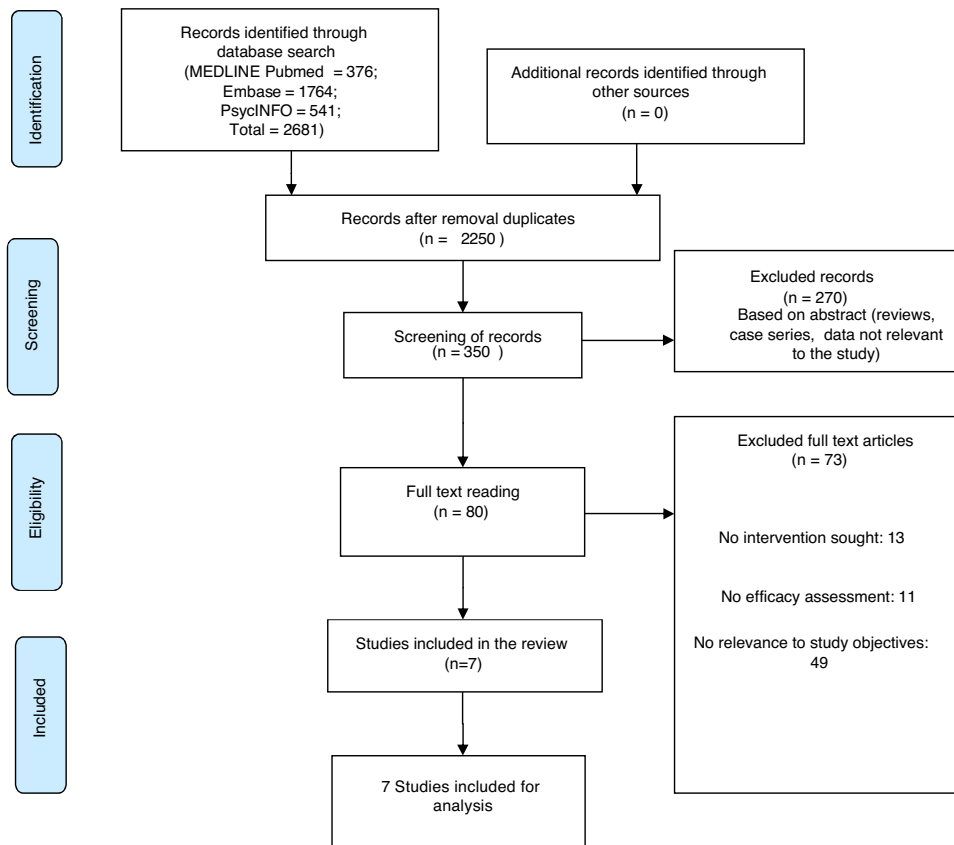 Identification
Records identified through
database search
(MEDLINE Pubmed = 376;
Embase = 1764;
PsycINFO = 541;
Total = 2681)
Additional records identified through
other sources
(n = 0)
Records after removal duplicates
(n = 2250 )
Screening
Screening of records
(n = 350 )
Excluded records
(n = 270)
Based on abstract (reviews,
case series, data not relevant
to the study)
Eligibility
Full text reading
(n = 80)
Excluded full text articles
(n = 73)
No intervention sought: 13
No efficacy assessment: 11
No relevance to study objectives:
49
Included
Studies included in the review
(n=7)
7 Studies included for
analysis